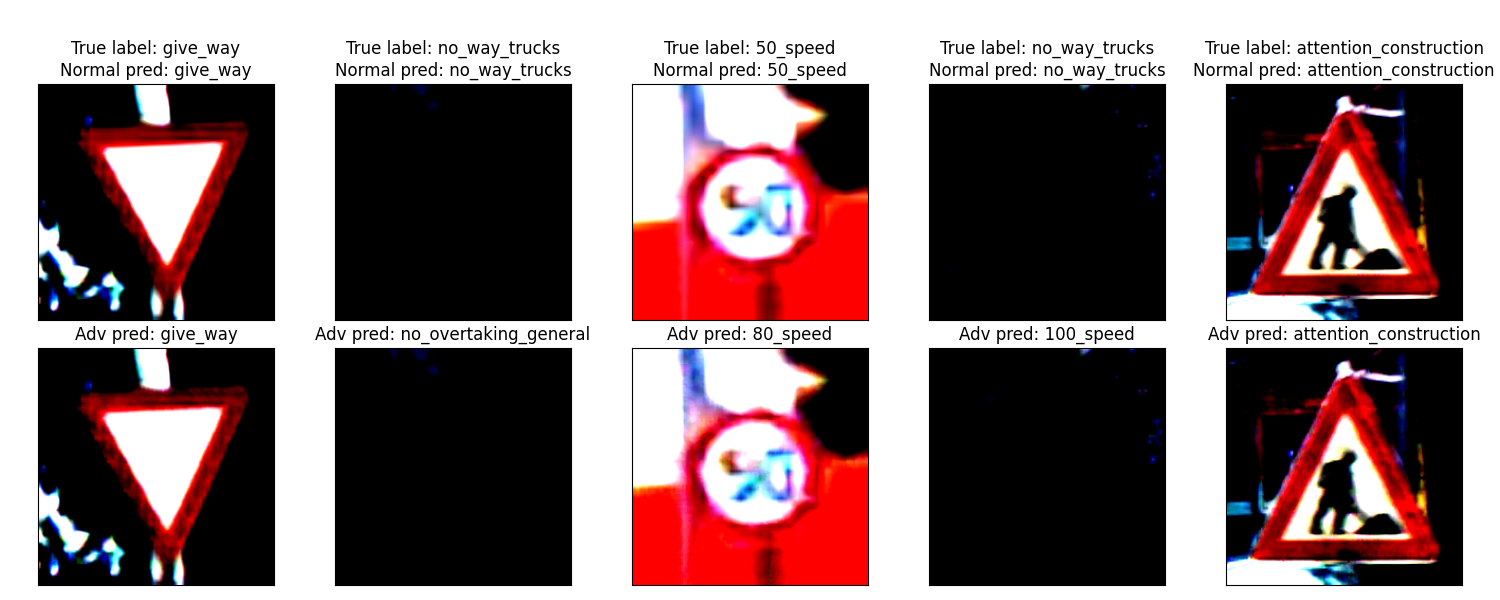 True label: give_way
Normal pred: give_way
True label: no_way_trucks
Normal pred: no_way_trucks
True label: 50_speed
Normal pred: 50_speed
True label: no_way_trucks
Normal pred: no_way_trucks
True label: attention_construction
Normal pred: attention_construction
Adv pred: give_way
Adv pred: no_overtaking_general
Adv pred: 80_speed
Adv pred: 100_speed
Adv pred: attention_construction